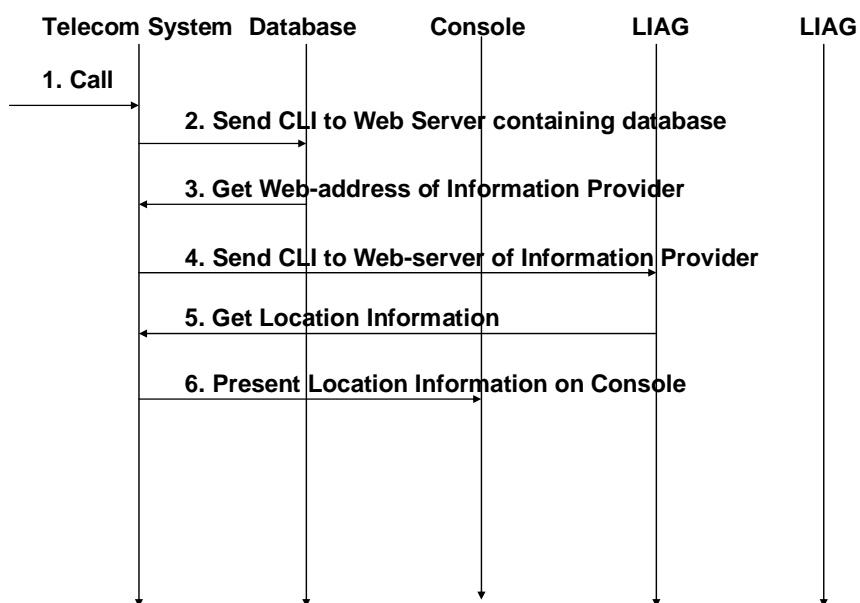 Telecom System Database Console LIAG LIAG
1. Call
2. Send CLI to Web Server containing database
3. Get Web-address of Information Provider
4. Send CLI to Web-server of Information Provider
5. Get Location Information
6. Present Location Information on Console